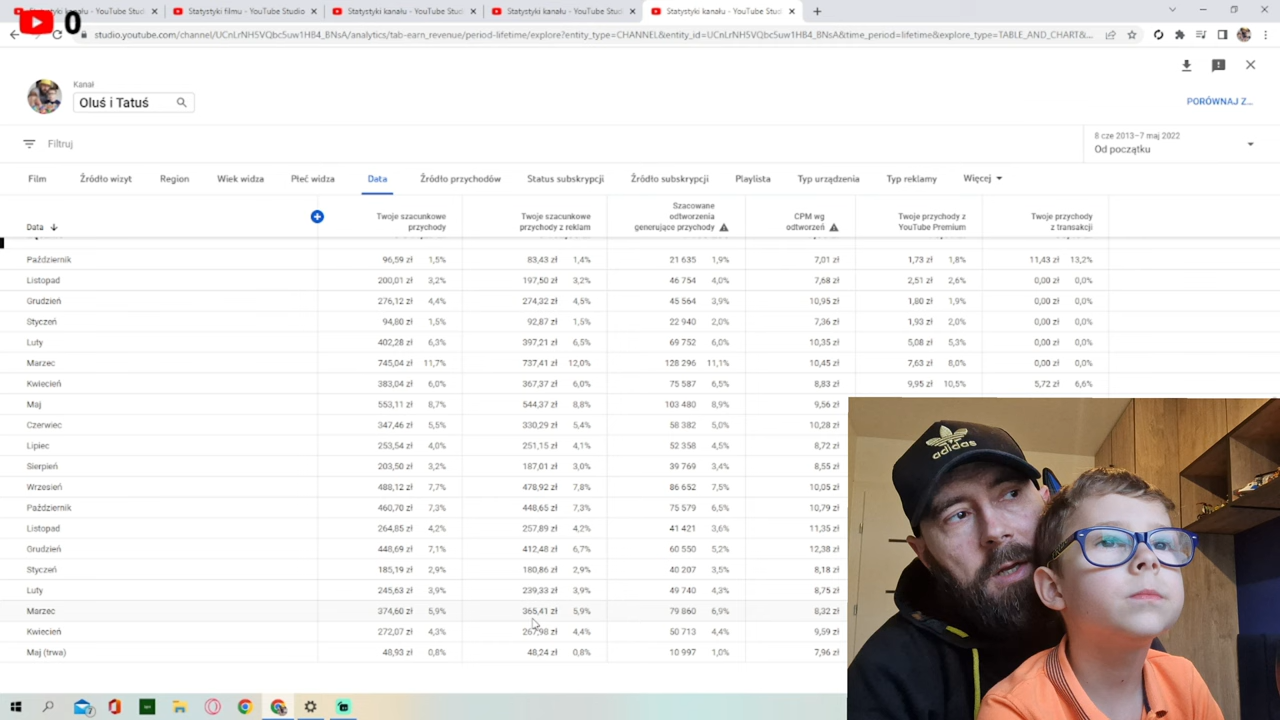 Statystyki kanału - YouTube Studio
Statystyki filmu - YouTube Studio
Statystyki kanału - YouTube Studio
Statystyki kanału - YouTube Studio
Statystyki kanału - YouTube Studio
0
studio.youtube.com/channel/UCnLrNH5VQbc5uw1HB4_BNsA/analytics/tab-earn_revenue/period-lifetime/explore?entity_type=CHANNEL&entity_id=UCnLrNH5VQbc5uw1HB4_BNsA&time_period=lifetime&explore_type=TABLE_AND_CHART&...
Kanał
Oluś i Tatuś
PORÓWNAJ Z...
Filtruj
8 cze 2013–7 maj 2022
Od początku
Film Źródło wizyt Region Wiek widza Płeć widza Data Źródło przychodów Status subskrypcji Źródło subskrypcji Playlista Typ urządzenia Typ reklamy Więcej
Data
Twoje szacunkowe
przychody
Twoje szacunkowe
przychody z reklam
Szacowane
odtworzenia
generujące przychody
CPM wg
odtworzeń
Twoje przychody z
YouTube Premium
Twoje przychody
z transakcji
Październik 96,59 zł 1,5% 83,43 zł 1,4% 21 635 1,9% 7,01 zł 1,73 zł 1,8% 11,43 zł 13,2%
Listopad 200,01 zł 3,2% 197,50 zł 3,2% 46 754 4,0% 7,68 zł 2,51 zł 2,6% 0,00 zł 0,0%
Grudzień 276,12 zł 4,4% 274,32 zł 4,5% 45 564 3,9% 10,95 zł 1,80 zł 1,9% 0,00 zł 0,0%
Styczeń 94,80 zł 1,5% 92,87 zł 1,5% 22 940 2,0% 7,36 zł 1,93 zł 2,0% 0,00 zł 0,0%
Luty 402,28 zł 6,3% 397,21 zł 6,5% 69 752 6,0% 10,35 zł 5,08 zł 5,3% 0,00 zł 0,0%
Marzec 745,04 zł 11,7% 737,41 zł 12,0% 128 296 11,1% 10,45 zł 7,63 zł 8,0% 0,00 zł 0,0%
Kwiecień 383,04 zł 6,0% 367,37 zł 6,0% 75 587 6,5% 8,83 zł 9,95 zł 10,5% 5,72 zł 6,6%
Maj 553,11 zł 8,7% 544,37 zł 8,8% 103 480 8,9% 9,56 zł
Czerwiec 347,46 zł 5,5% 330,29 zł 5,4% 58 382 5,0% 10,28 zł
Lipiec 253,54 zł 4,0% 251,15 zł 4,1% 52 358 4,5% 8,72 zł
Sierpień 203,50 zł 3,2% 187,01 zł 3,0% 39 769 3,4% 8,55 zł
Wrzesień 488,12 zł 7,7% 478,92 zł 7,8% 86 652 7,5% 10,05 zł
Październik 460,70 zł 7,3% 448,65 zł 7,3% 75 579 6,5% 10,79 zł
Listopad 264,85 zł 4,2% 257,89 zł 4,2% 41 421 3,6% 11,35 zł
Grudzień 448,69 zł 7,1% 412,48 zł 6,7% 60 550 5,2% 12,38 zł
Styczeń 185,19 zł 2,9% 180,86 zł 2,9% 40 207 3,5% 8,18 zł
Luty 245,63 zł 3,9% 239,33 zł 3,9% 49 740 4,3% 8,75 zł
Marzec 374,60 zł 5,9% 365,41 zł 5,9% 79 860 6,9% 8,32 zł
Kwiecień 272,07 zł 4,3% 267,98 zł 4,4% 50 713 4,4% 9,59 zł
Maj (trwa) 48,93 zł 0,8% 48,24 zł 0,8% 10 997 1,0% 7,96 zł
adidas